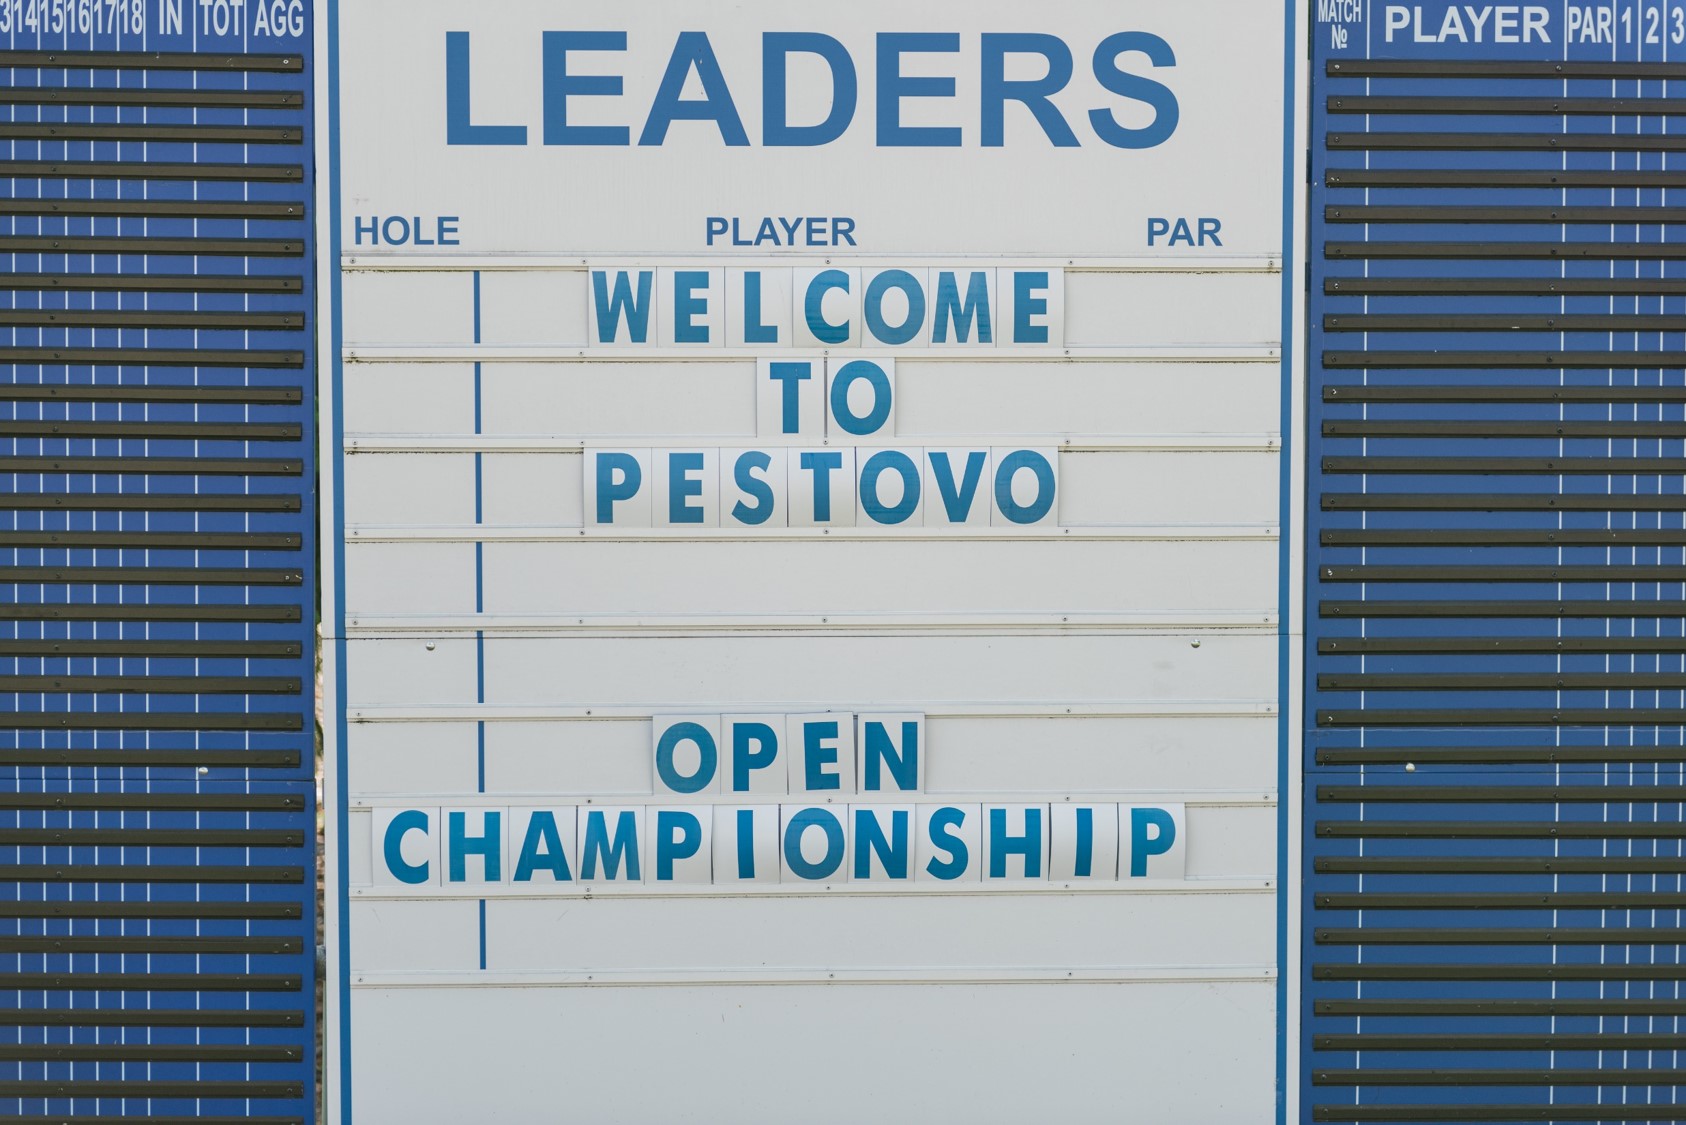 3 14 15 16 17 18 IN TOT AGG
LEADERS
HOLE PLAYER PAR
WELCOME
TO
PESTOVO
OPEN
CHAMPIONSHIP
MATCH
№
PLAYER PAR 1 2 3